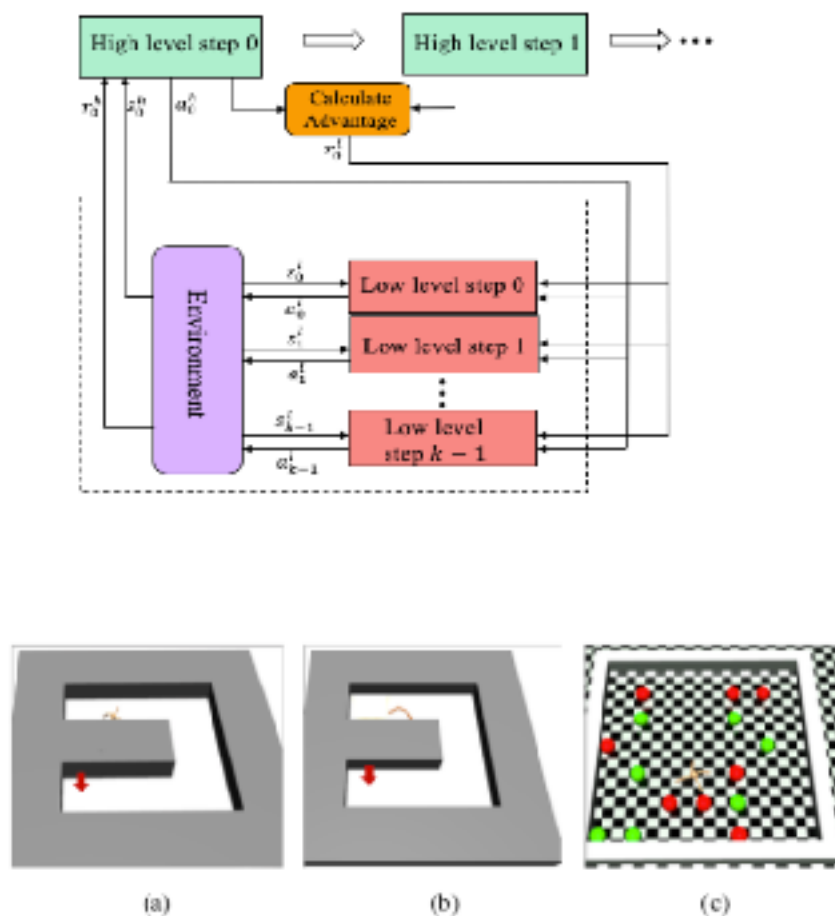 High level step 0
High level step 1
Calculate
Advantage
Environment
Low level step 0
Low level step 1
Low level
step k − 1
(a)
(b)
(c)